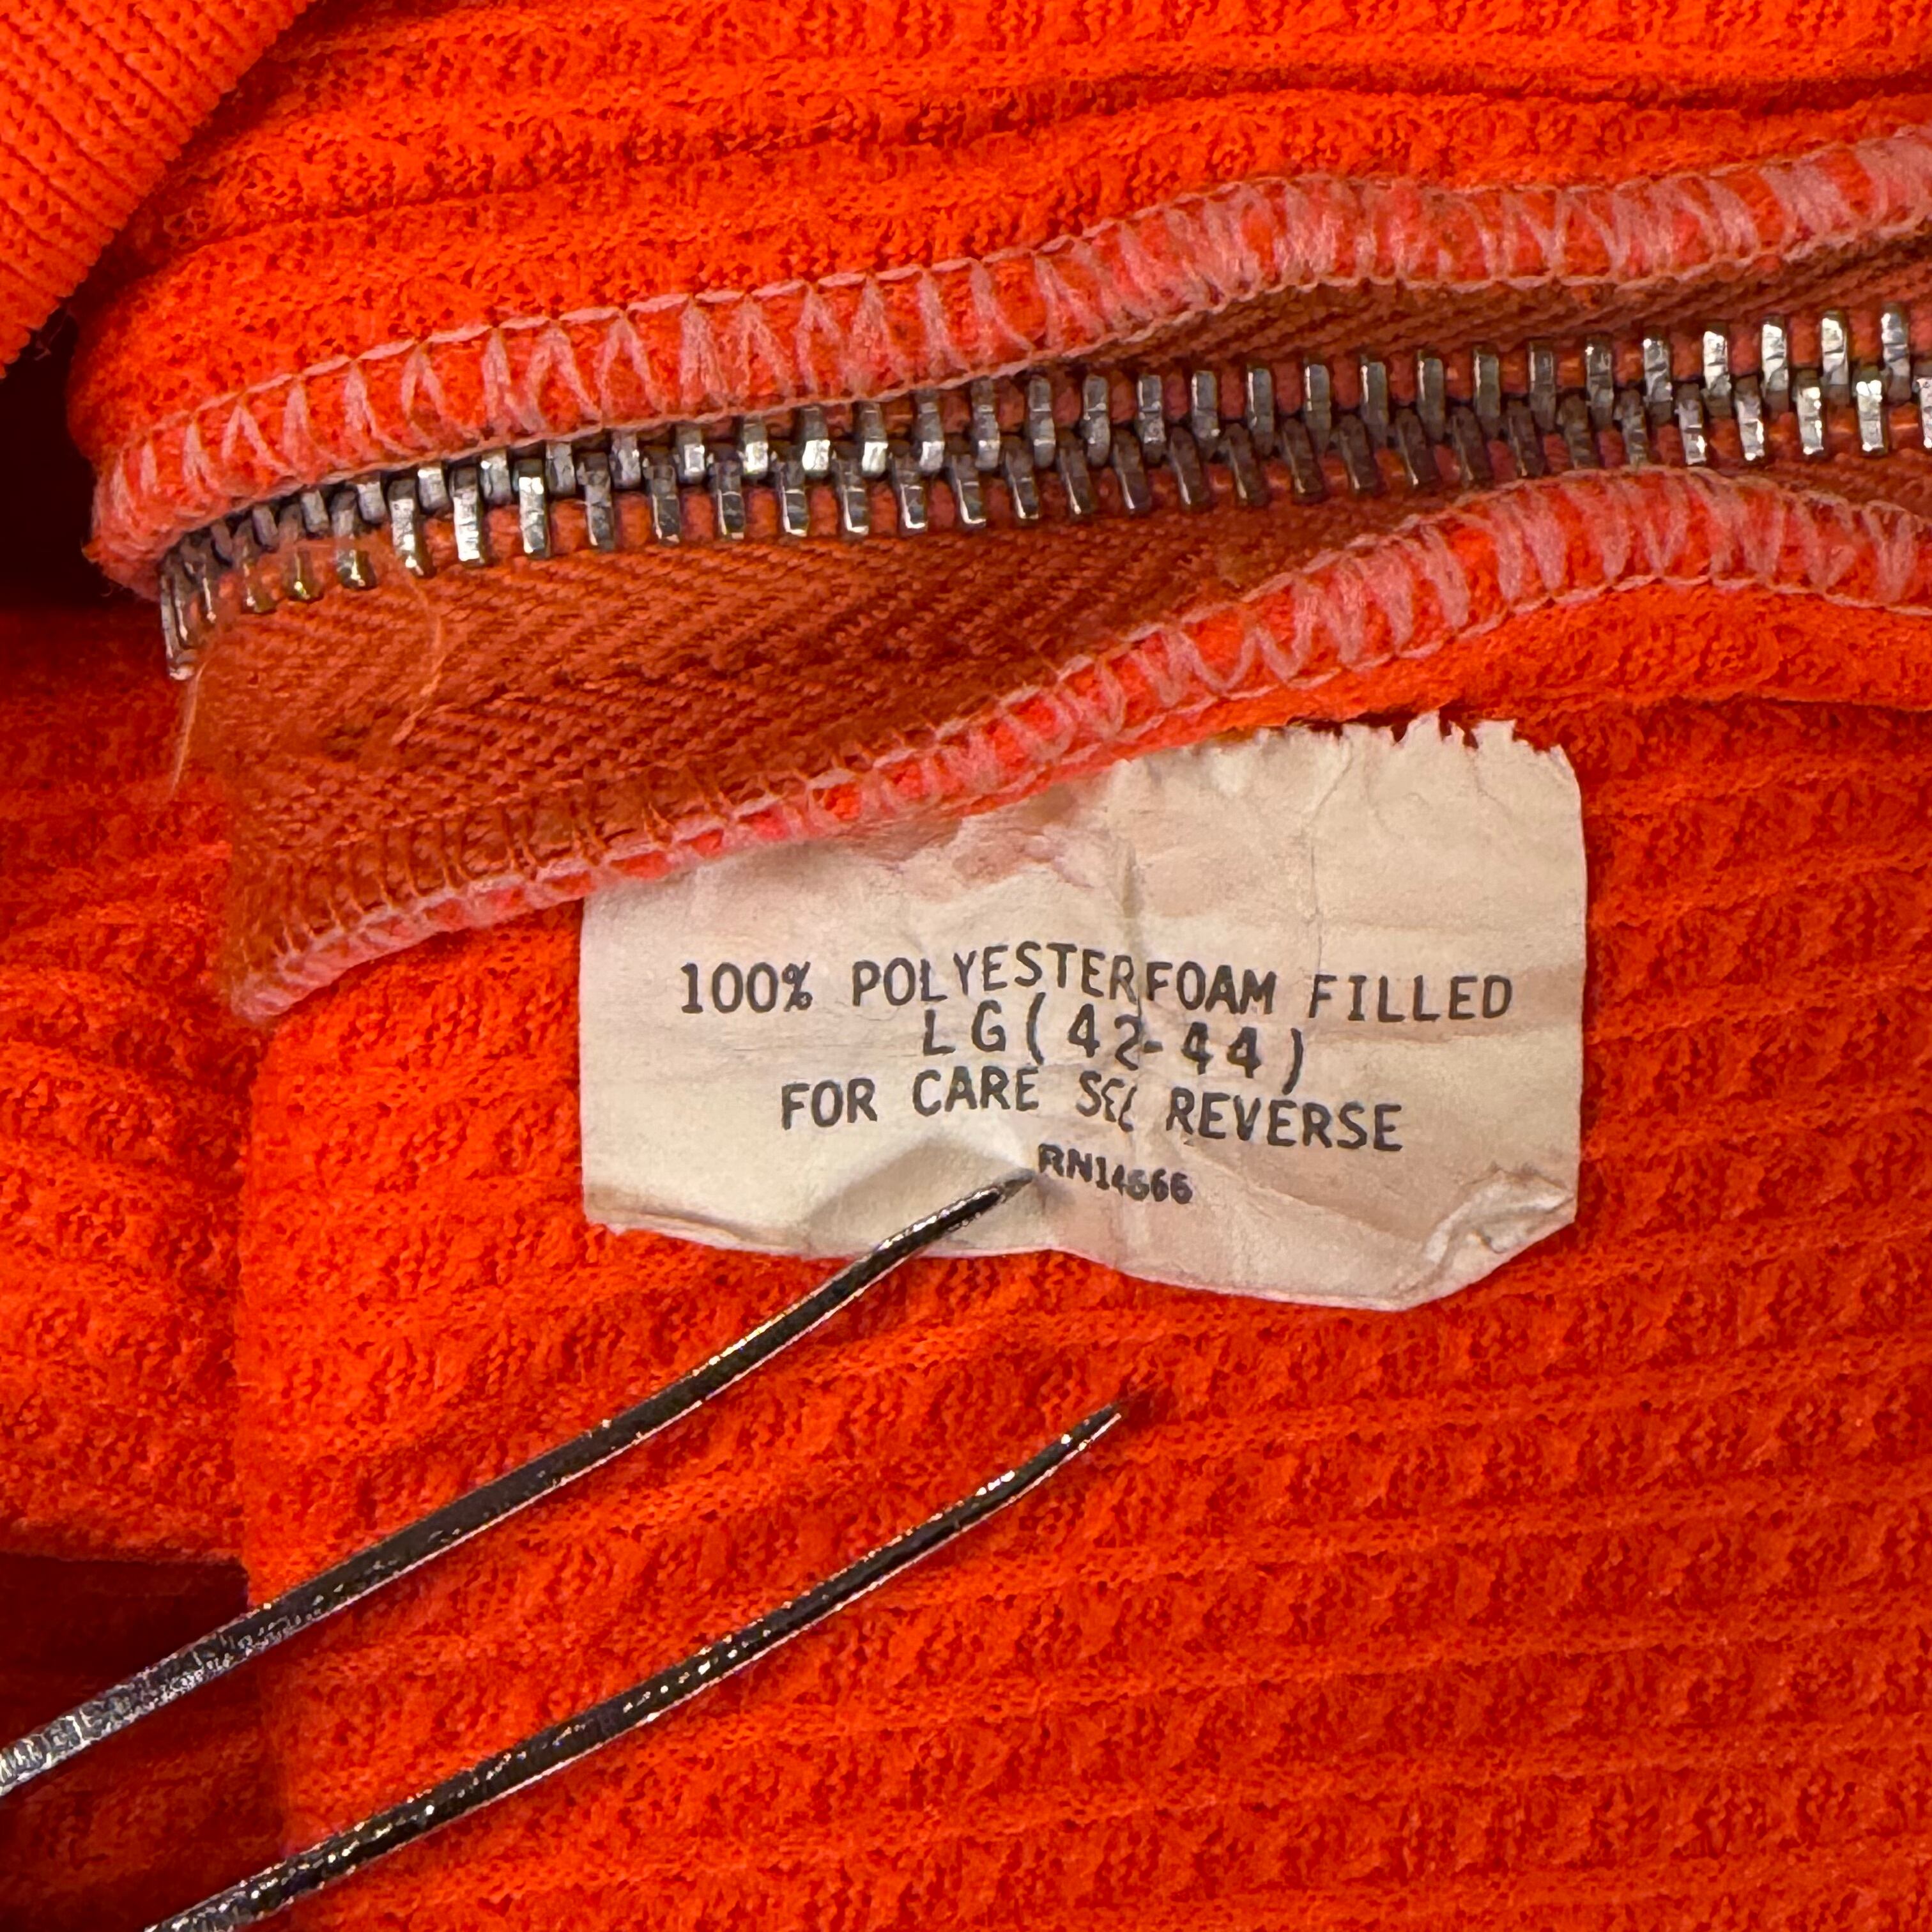 100% POLYESTER FOAM FILLED
LG(42-44)
FOR CARE SEE REVERSE
RN14666